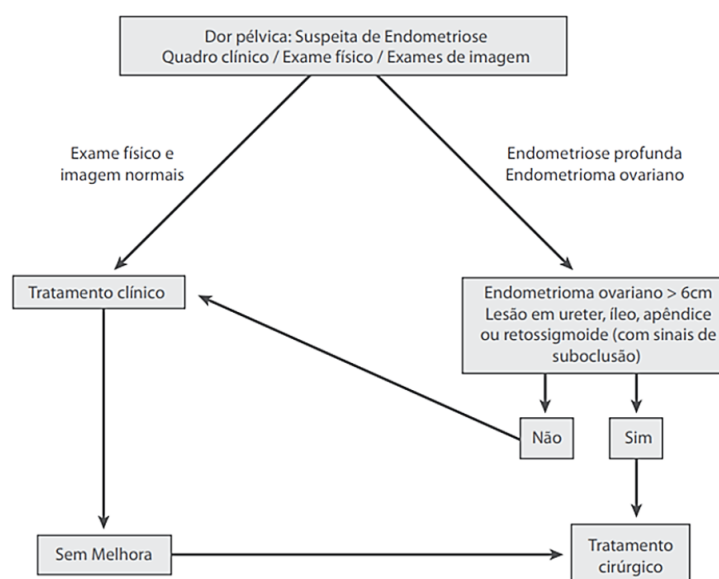 Dor pélvica: Suspeita de Endometriose
Quadro clínico / Exame físico / Exames de imagem
Exame físico e
imagem normais
Endometriose profunda
Endometrioma ovariano
Tratamento clínico
Endometrioma ovariano > 6cm
Lesão em ureter, íleo, apêndice
ou retossigmoide (com sinais de
suboclusão)
Não
Sim
Sem Melhora
Tratamento
cirúrgico